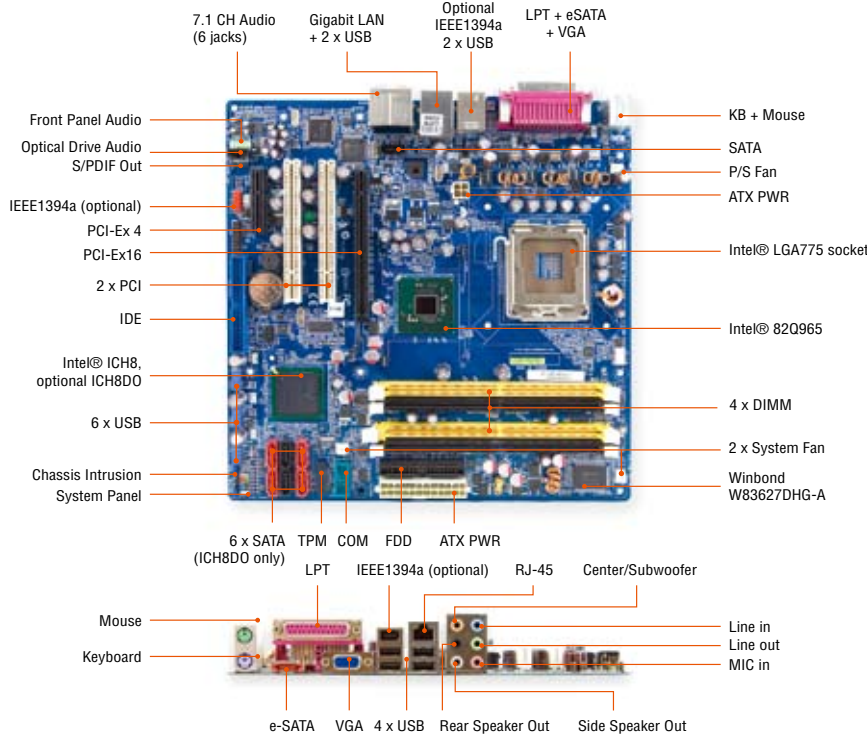 7.1 CH Audio
(6 jacks)
Gigabit LAN
+ 2 x USB
Optional
IEEE1394a
2 x USB
LPT + eSATA
+ VGA
Front Panel Audio
Optical Drive Audio
S/PDIF Out
IEEE1394a (optional)
PCI-Ex 4
PCI-Ex16
2 x PCI
IDE
Intel® ICH8,
optional ICH8DO
6 x USB
Chassis Intrusion
System Panel
KB + Mouse
SATA
P/S Fan
ATX PWR
Intel® LGA775 socket
Intel® 82Q965
4 x DIMM
2 x System Fan
Winbond
W83627DHG-A
6 x SATA
(ICH8DO only)
TPM
COM
FDD
ATX PWR
LPT
IEEE1394a (optional)
RJ-45
Center/Subwoofer
Mouse
Keyboard
Line in
Line out
MIC in
e-SATA
VGA
4 x USB
Rear Speaker Out
Side Speaker Out